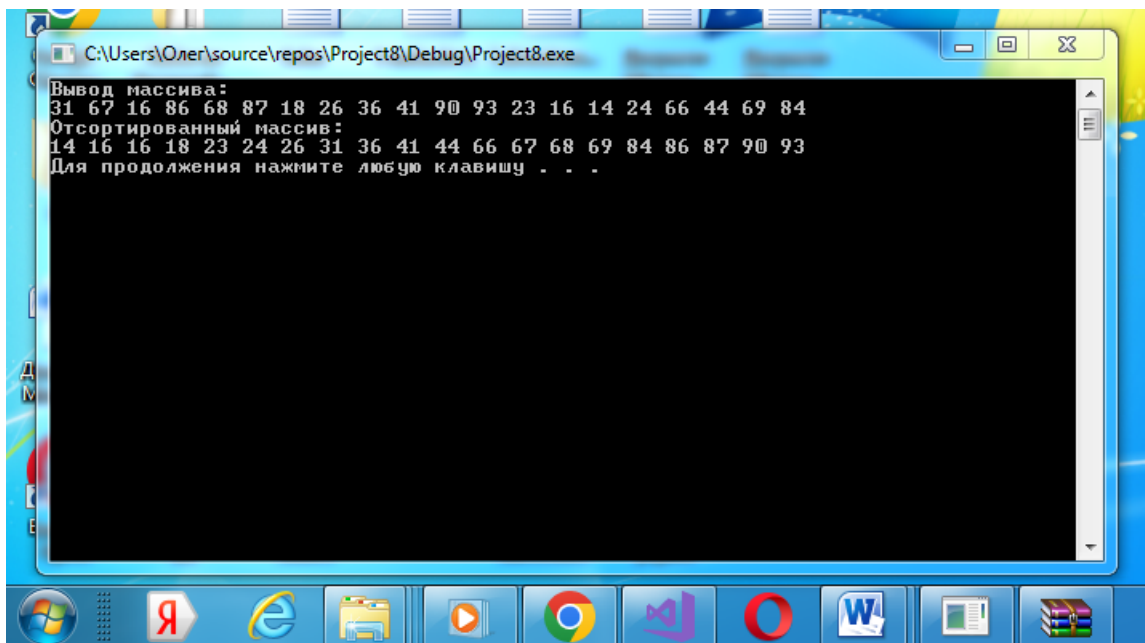 C:\Users\Олег\source\repos\Project8\Debug\Project8.exe
Вывод массива:
31 67 16 86 68 87 18 26 36 41 90 93 23 16 14 24 66 44 69 84
Отсортированный массив:
14 16 16 18 23 24 26 31 36 41 44 66 67 68 69 84 86 87 90 93
Для продолжения нажмите любую клавишу . . .